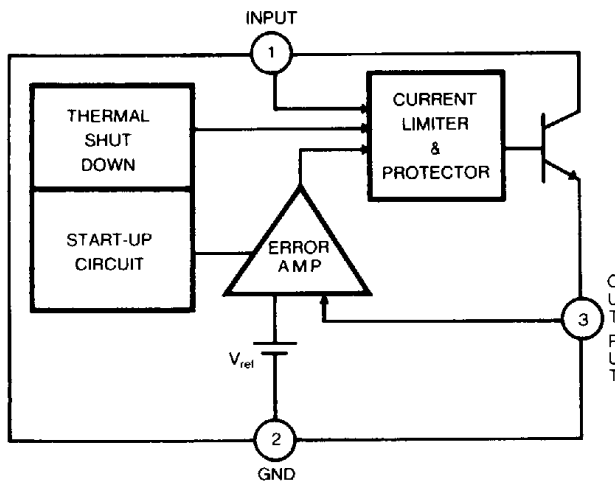 INPUT
1
THERMAL
SHUT
DOWN
CURRENT
LIMITER
&
PROTECTOR
START-UP
CIRCUIT
ERROR
AMP
3
O
U
T
P
U
T
Vref
2
GND